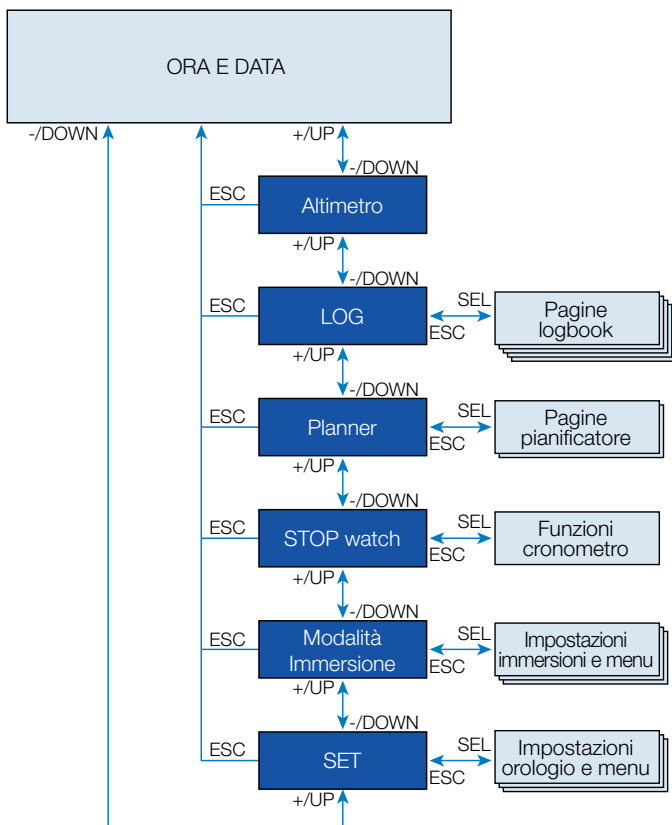 ORA E DATA
-/DOWN
+/UP
-/DOWN
ESC
Altimetro
+/UP
-/DOWN
ESC
LOG
SEL
ESC
Pagine
logbook
+/UP
-/DOWN
ESC
Planner
SEL
ESC
Pagine
pianificatore
+/UP
-/DOWN
ESC
STOP watch
SEL
ESC
Funzioni
cronometro
+/UP
-/DOWN
ESC
Modalità
Immersione
SEL
ESC
Impostazioni
immersioni e menu
+/UP
-/DOWN
ESC
SET
SEL
ESC
Impostazioni
orologio e menu
+/UP